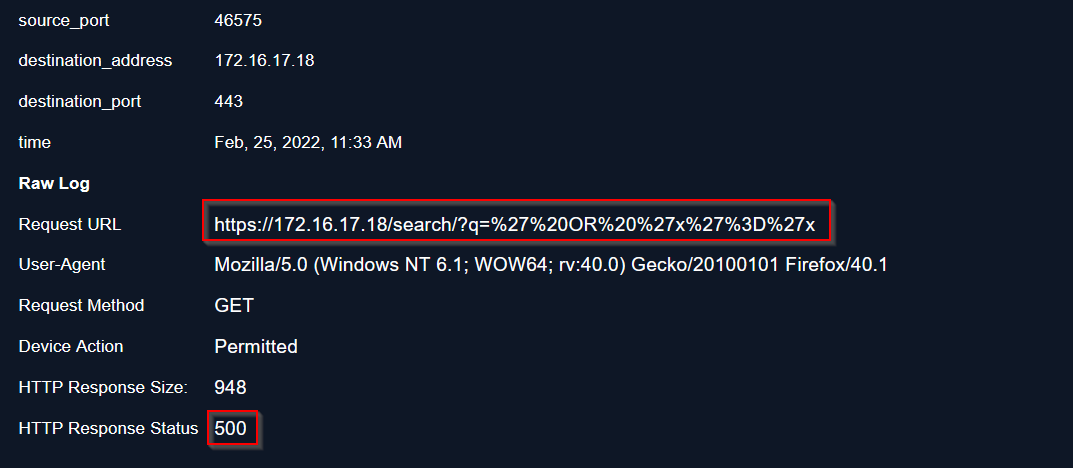 source_port 46575
destination_address 172.16.17.18
destination_port 443
time Feb, 25, 2022, 11:33 AM
Raw Log
Request URL https://172.16.17.18/search/?q=%27%20OR%20%27x%27%3D%27x
User-Agent Mozilla/5.0 (Windows NT 6.1; WOW64; rv:40.0) Gecko/20100101 Firefox/40.1
Request Method GET
Device Action Permitted
HTTP Response Size: 948
HTTP Response Status 500